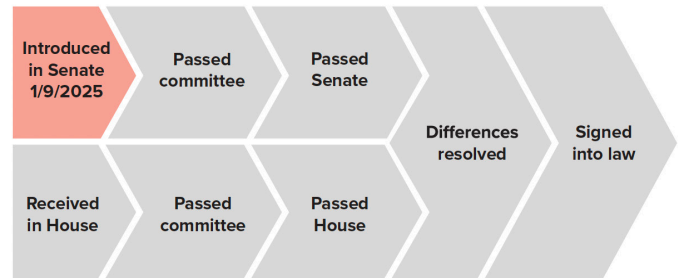 Introduced
in Senate
1/9/2025
Passed
committee
Passed
Senate
Differences
resolved
Signed
into law
Received
in House
Passed
committee
Passed
House